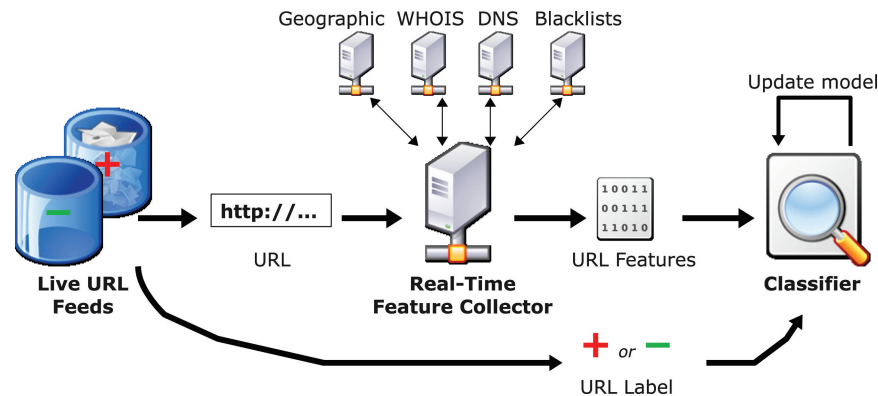 Geographic WHOIS DNS Blacklists
Update model
+
−
http://...
10011
00111
11010
URL
URL Features
Live URL
Feeds
Real-Time
Feature Collector
Classifier
+ or −
URL Label